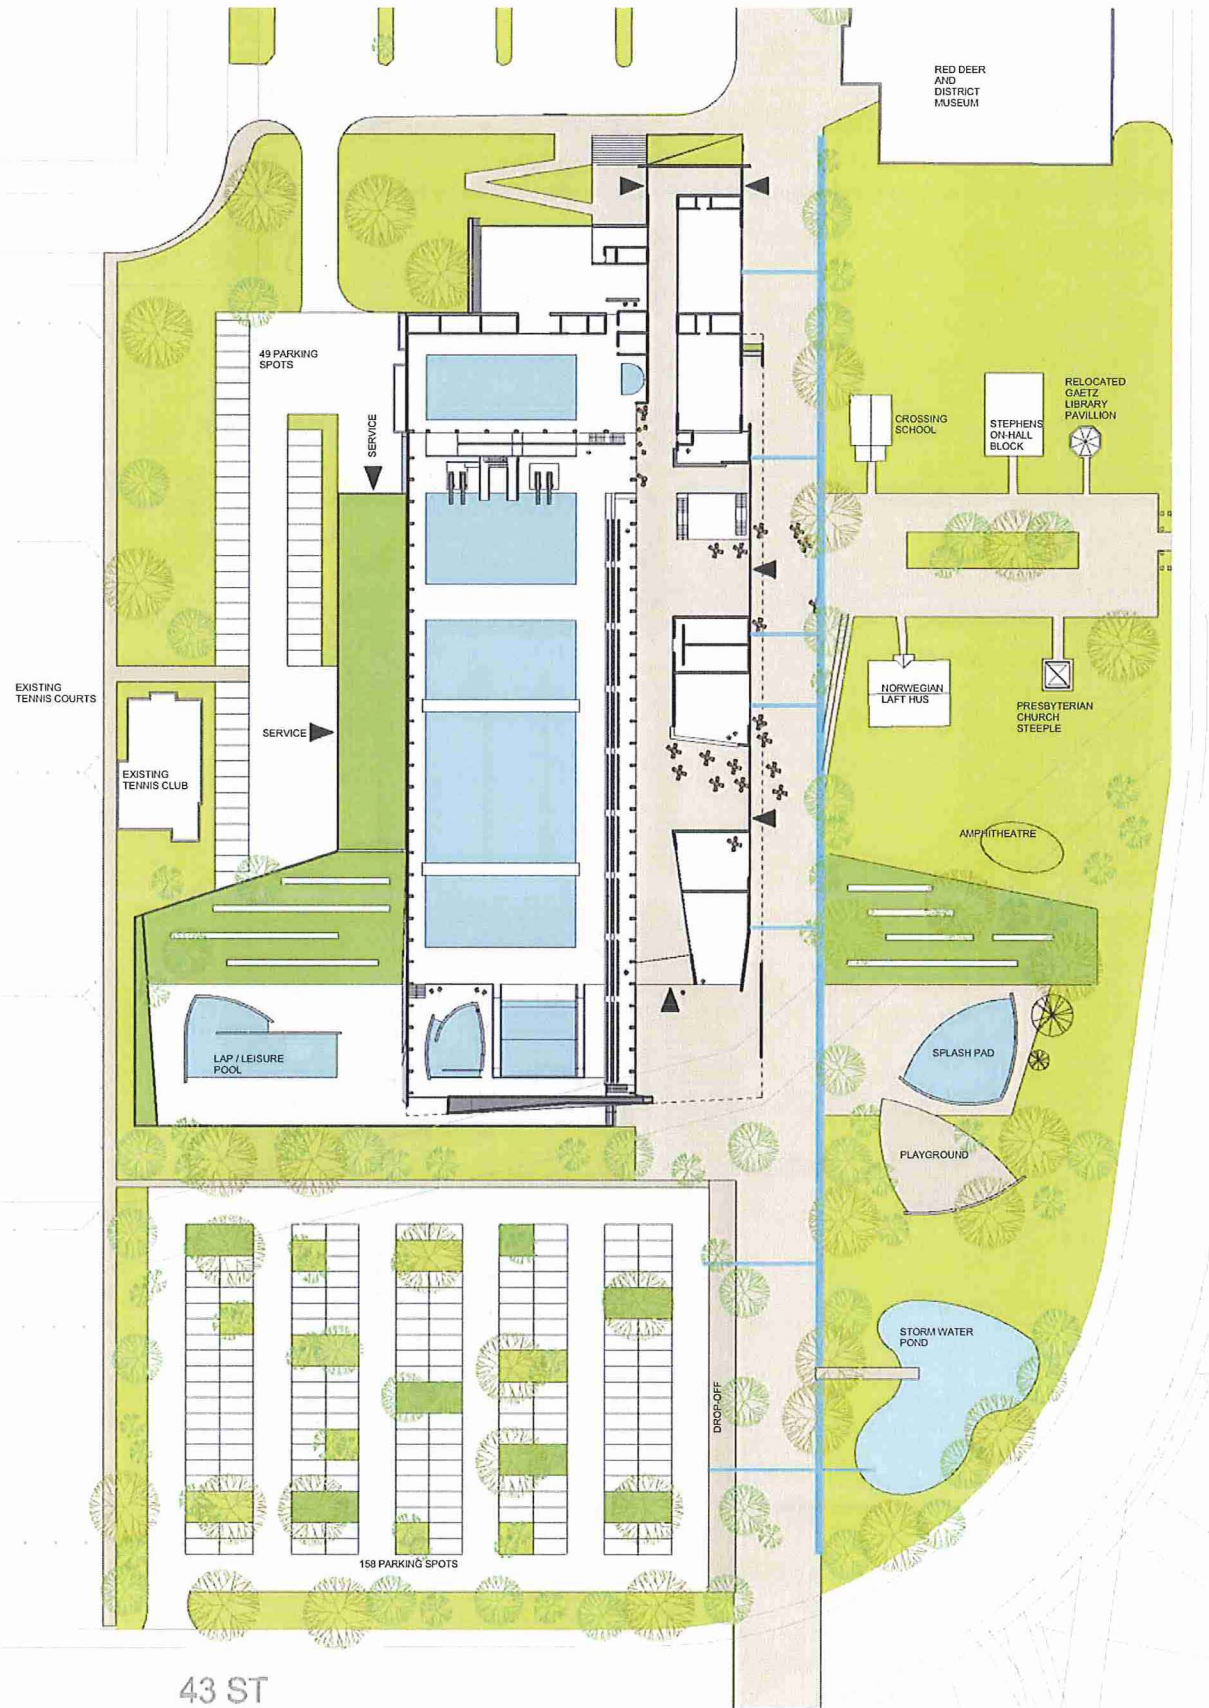 RED DEER
AND
DISTRICT
MUSEUM
49 PARKING
SPOTS
SERVICE
CROSSING
SCHOOL
STEPHENS
ON-HALL
BLOCK
RELOCATED
GAETZ
LIBRARY
PAVILLION
EXISTING
TENNIS COURTS
SERVICE
EXISTING
TENNIS CLUB
NORWEGIAN
LAFT HUS
PRESBYTERIAN
CHURCH
STEEPLE
AMPHITHEATRE
LAP / LEISURE
POOL
SPLASH PAD
PLAYGROUND
STORM WATER
POND
DROP-OFF
158 PARKING SPOTS
43 ST